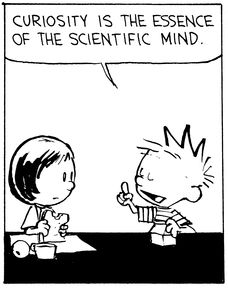 CURIOSITY IS THE ESSENCE
OF THE SCIENTIFIC MIND.